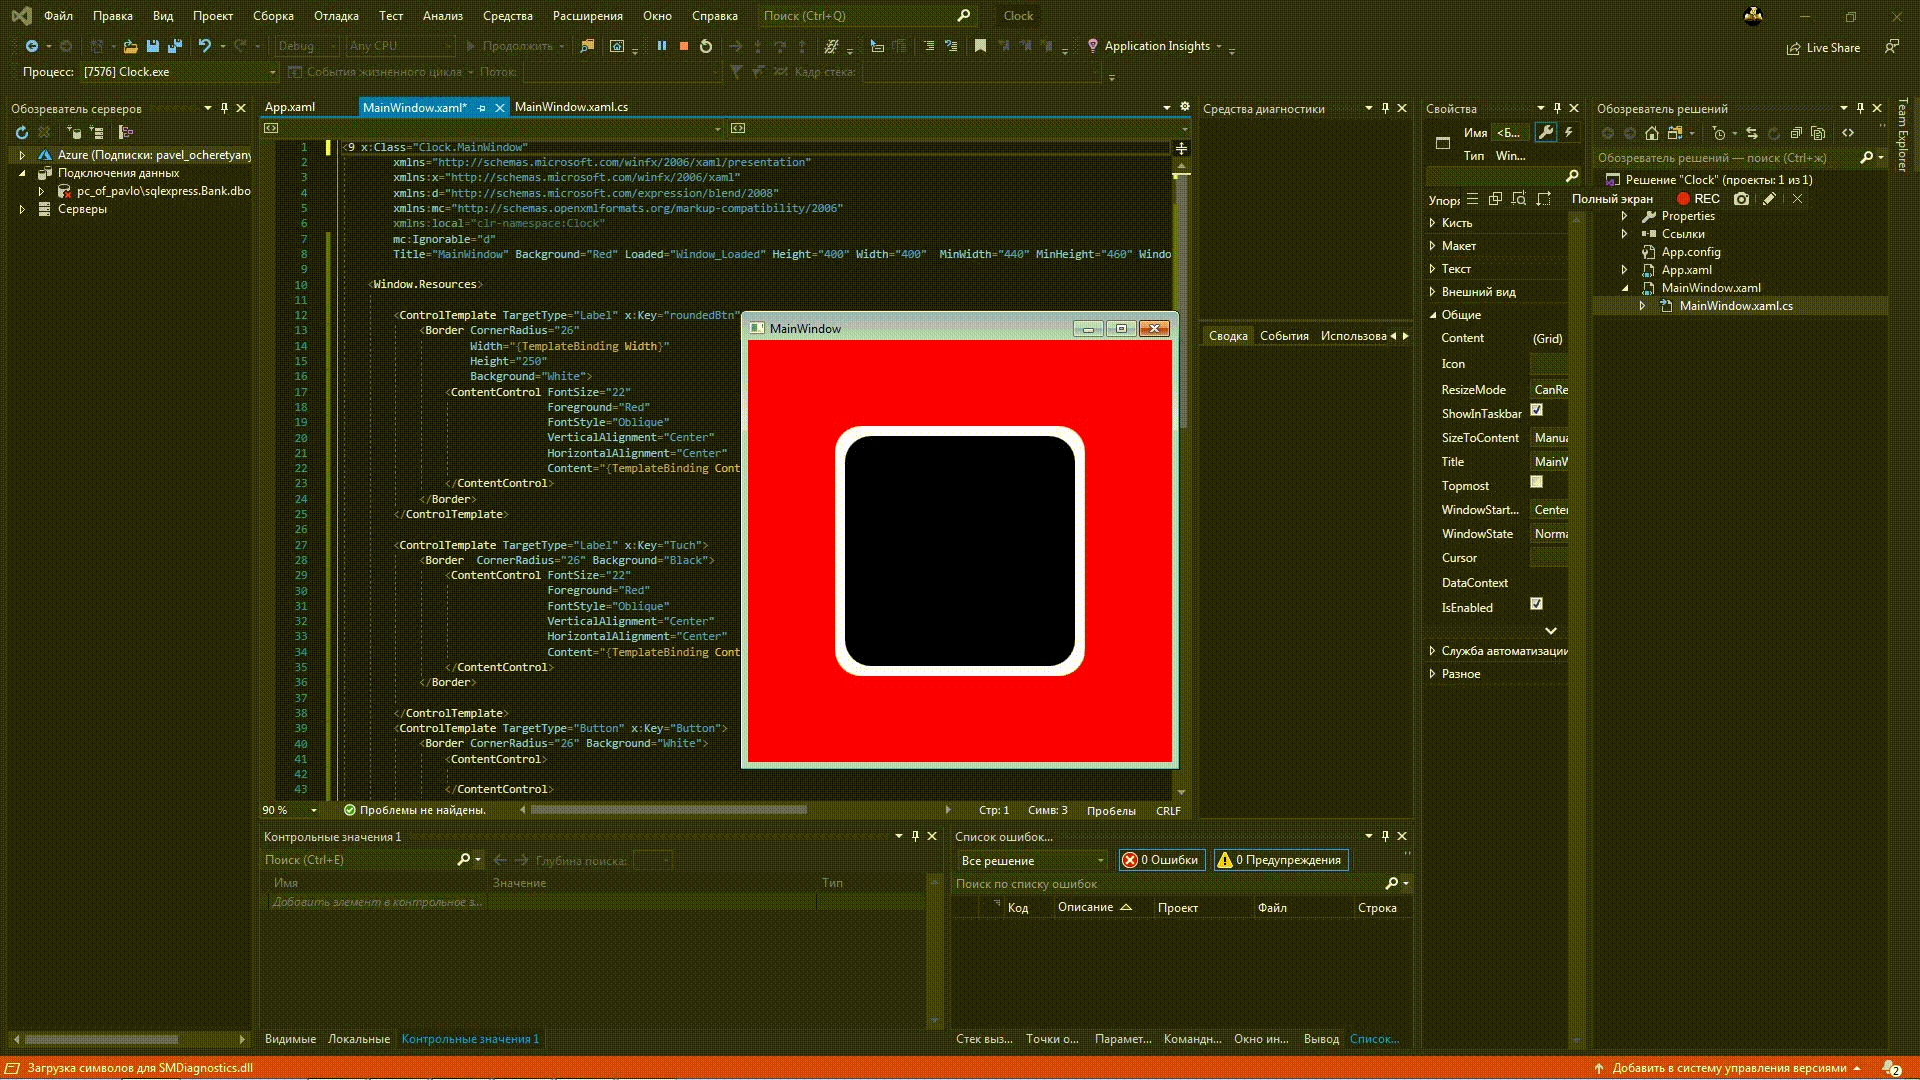 Файл Правка Вид Проект Сборка Отладка Тест Анализ Средства Расширения Окно Справка Поиск (Ctrl+Q) Clock
Debug Any CPU Продолжить Application Insights Live Share
Процесс: [7576] Clock.exe События жизненного цикла Поток: Кадр стека:
Обозреватель серверов
Azure (Подписки: pavel_ocheretyany
Подключения данных
pc_of_pavlo\sqlexpress.Bank.dbo
Серверы
App.xaml MainWindow.xaml* MainWindow.xaml.cs
1 <9 x:Class="Clock.MainWindow"
2 xmlns="http://schemas.microsoft.com/winfx/2006/xaml/presentation"
3 xmlns:x="http://schemas.microsoft.com/winfx/2006/xaml"
4 xmlns:d="http://schemas.microsoft.com/expression/blend/2008"
5 xmlns:mc="http://schemas.openxmlformats.org/markup-compatibility/2006"
6 xmlns:local="clr-namespace:Clock"
7 mc:Ignorable="d"
8 Title="MainWindow" Background="Red" Loaded="Window_Loaded" Height="400" Width="400" MinWidth="440" MinHeight="460" Windo
9
10 <Window.Resources>
11
12 <ControlTemplate TargetType="Label" x:Key="roundedBtn"
13 <Border CornerRadius="26"
14 Width="{TemplateBinding Width}"
15 Height="250"
16 Background="White">
17 <ContentControl FontSize="22"
18 Foreground="Red"
19 FontStyle="Oblique"
20 VerticalAlignment="Center"
21 HorizontalAlignment="Center"
22 Content="{TemplateBinding Cont
23 </ContentControl>
24 </Border>
25 </ControlTemplate>
26
27 <ControlTemplate TargetType="Label" x:Key="Tuch">
28 <Border CornerRadius="26" Background="Black">
29 <ContentControl FontSize="22"
30 Foreground="Red"
31 FontStyle="Oblique"
32 VerticalAlignment="Center"
33 HorizontalAlignment="Center"
34 Content="{TemplateBinding Cont
35 </ContentControl>
36 </Border>
37
38 </ControlTemplate>
39 <ControlTemplate TargetType="Button" x:Key="Button">
40 <Border CornerRadius="26" Background="White">
41 <ContentControl>
42
43 </ContentControl>
90 % Проблемы не найдены. Стр: 1 Симв: 3 Пробелы CRLF
MainWindow
Средства диагностики
Сводка События Использова
Свойства
Имя <Б...
Тип Win...
Упоря
Кисть
Макет
Текст
Внешний вид
Общие
Content (Grid)
Icon
ResizeMode CanRe
ShowInTaskbar
SizeToContent Manua
Title MainW
Topmost
WindowStart... Center
WindowState Norma
Cursor
DataContext
IsEnabled
Служба автоматизации
Разное
Обозреватель решений
Обозреватель решений — поиск (Ctrl+ж)
Решение "Clock" (проекты: 1 из 1)
Полный экран REC
Properties
Ссылки
App.config
App.xaml
MainWindow.xaml
MainWindow.xaml.cs
Team Explorer
Контрольные значения 1
Поиск (Ctrl+E) Глубина поиска:
Имя Значение Тип
Добавить элемент в контрольное з...
Видимые Локальные Контрольные значения 1
Список ошибок...
Все решение 0 Ошибки 0 Предупреждения
Поиск по списку ошибок
Код Описание Проект Файл Строка
Стек выз... Точки о... Парамет... Командн... Окно ин... Вывод Список...
Загрузка символов для SMDiagnostics.dll Добавить в систему управления версиями 2